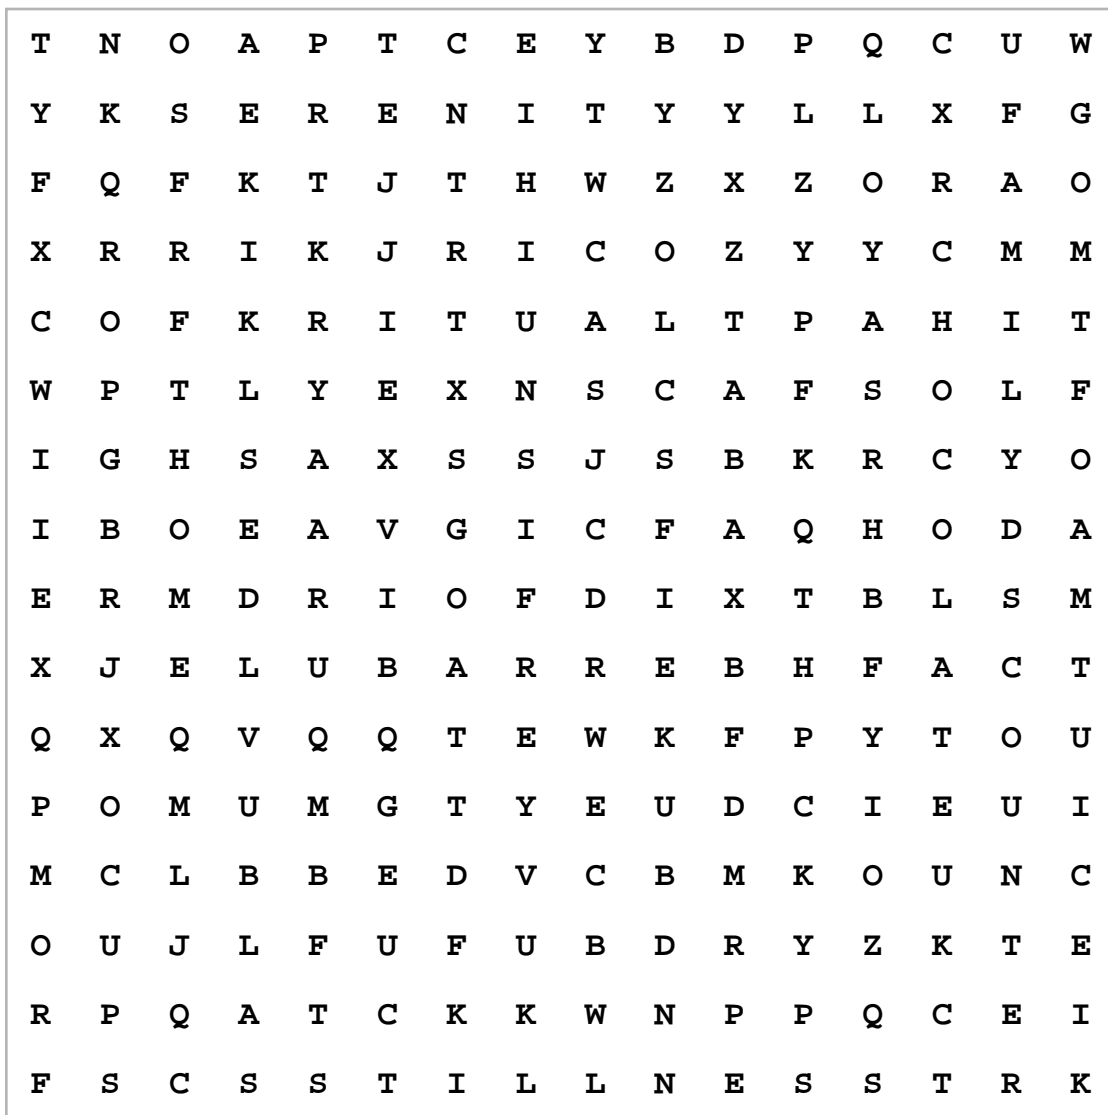 T N O A P T C E Y B D P Q C U W
Y K S E R E N I T Y Y L L X F G
F Q F K T J T H W Z X Z O R A O
X R R I K J R I C O Z Y Y C M M
C O F K R I T U A L T P A H I T
W P T L Y E X N S C A F S O L F
I G H S A X S S J S B K R C Y O
I B O E A V G I C F A Q H O D A
E R M D R I O F D I X T B L S M
X J E L U B A R R E B H F A C T
Q X Q V Q Q T E W K F P Y T O U
P O M U M G T Y E U D C I E U I
M C L B B E D V C B M K O U N C
O U J L F U F U B D R Y Z K T E
R P Q A T C K K W N P P Q C E I
F S C S S T I L L N E S S T R K